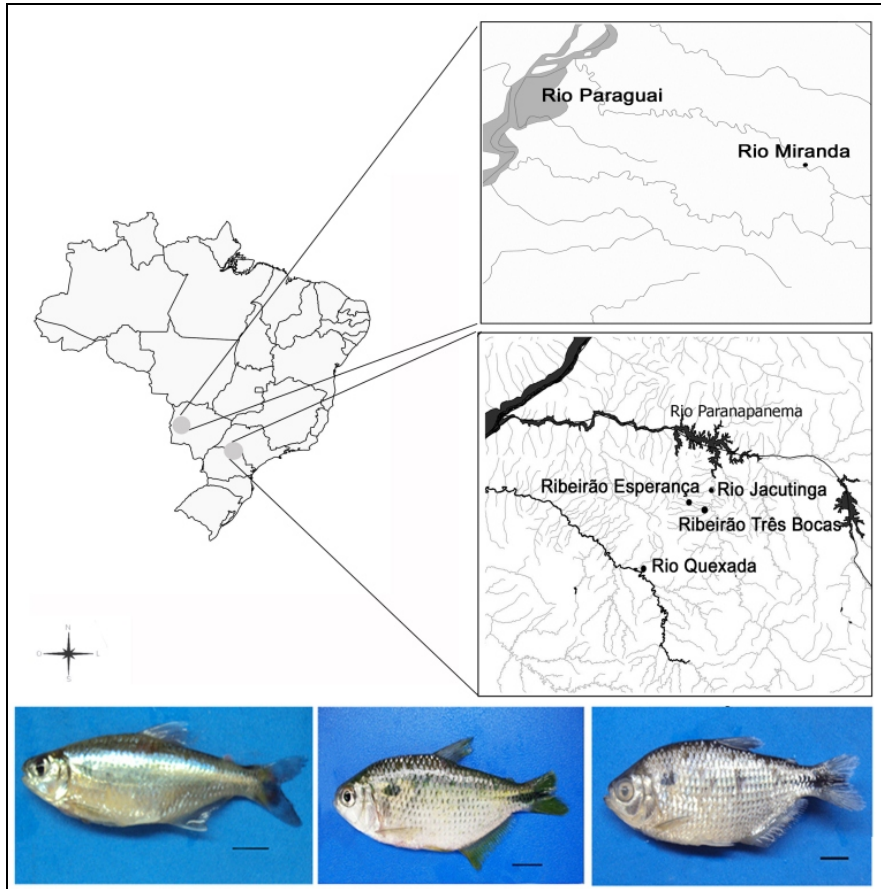 Rio Paraguai
Rio Miranda
Rio Paranapanema
Ribeirão Esperança
Rio Jacutinga
Ribeirão Três Bocas
Rio Quexada
N
O
L
S